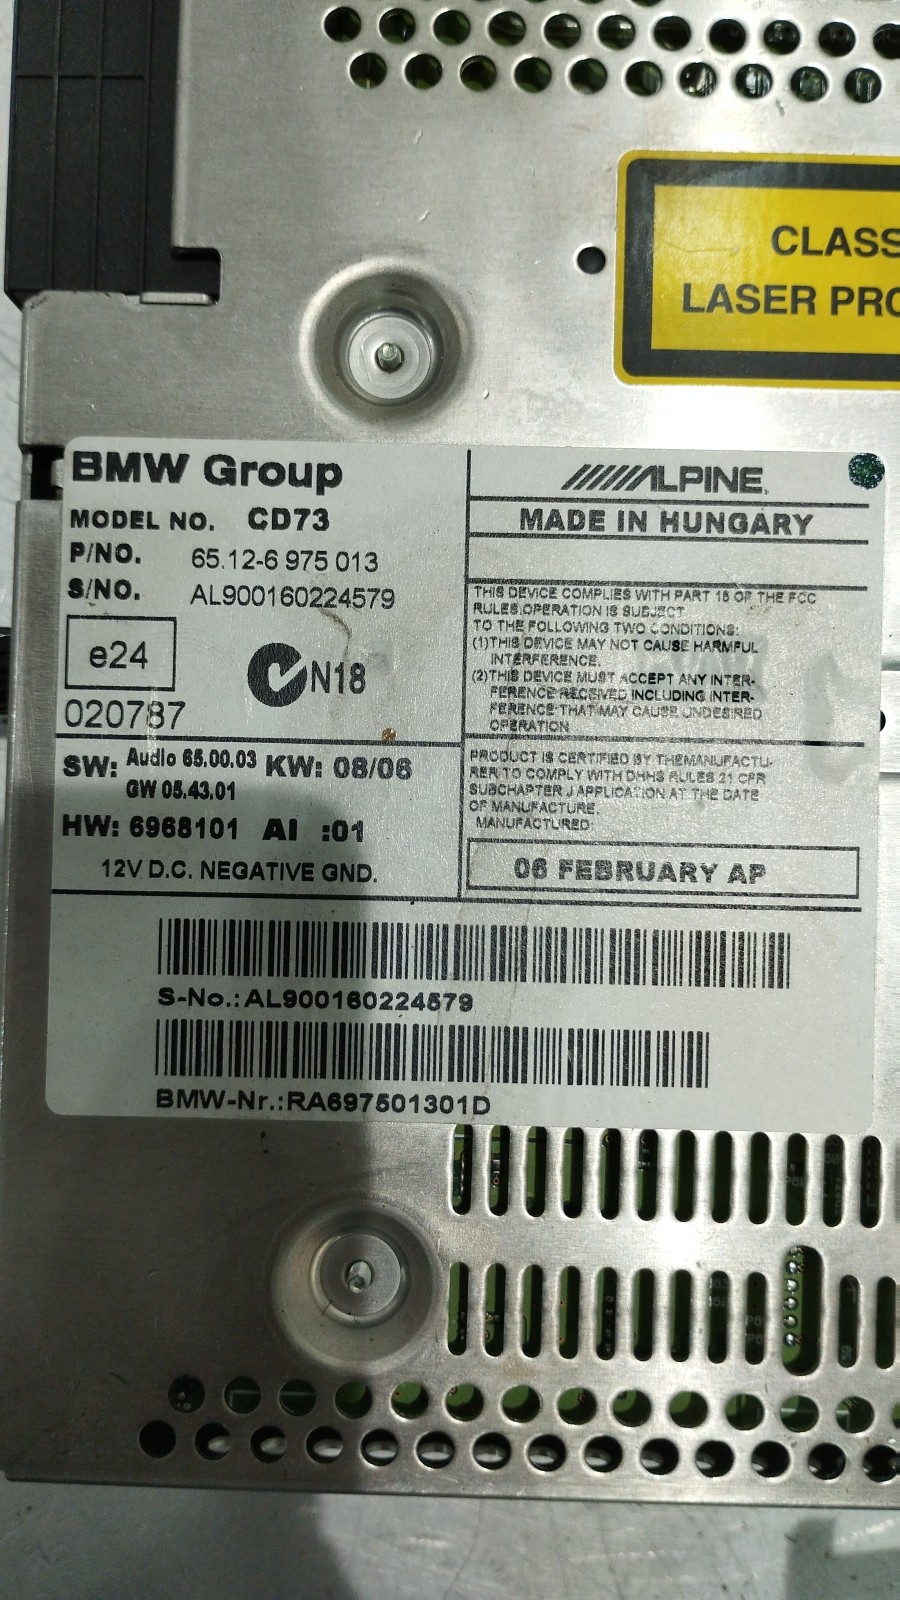 CLASS
LASER PRO
BMW Group
MODEL NO. CD73
P/NO. 65.12-6 975 013
S/NO. AL900160224579
e24
N18
020787
SW: Audio 65.00.03 KW: 08/06
GW 05.43.01
HW: 6968101 AI :01
12V D.C. NEGATIVE GND.
ALPINE
MADE IN HUNGARY
THIS DEVICE COMPLIES WITH PART 15 OF THE FCC
RULES.OPERATION IS SUBJECT
TO THE FOLLOWING TWO CONDITIONS:
(1)THIS DEVICE MAY NOT CAUSE HARMFUL
INTERFERENCE.
(2)THIS DEVICE MUST ACCEPT ANY INTER-
FERENCE RECEIVED INCLUDING INTER-
FERENCE THAT MAY CAUSE UNDESIRED
OPERATION
PRODUCT IS CERTIFIED BY THEMANUFACTU-
RER TO COMPLY WITH DHHS RULES 21 CFR
SUBCHAPTER J APPLICATION AT THE DATE
OF MANUFACTURE.
MANUFACTURED:
06 FEBRUARY AP
S-No.:AL900160224579
BMW-Nr.:RA697501301D